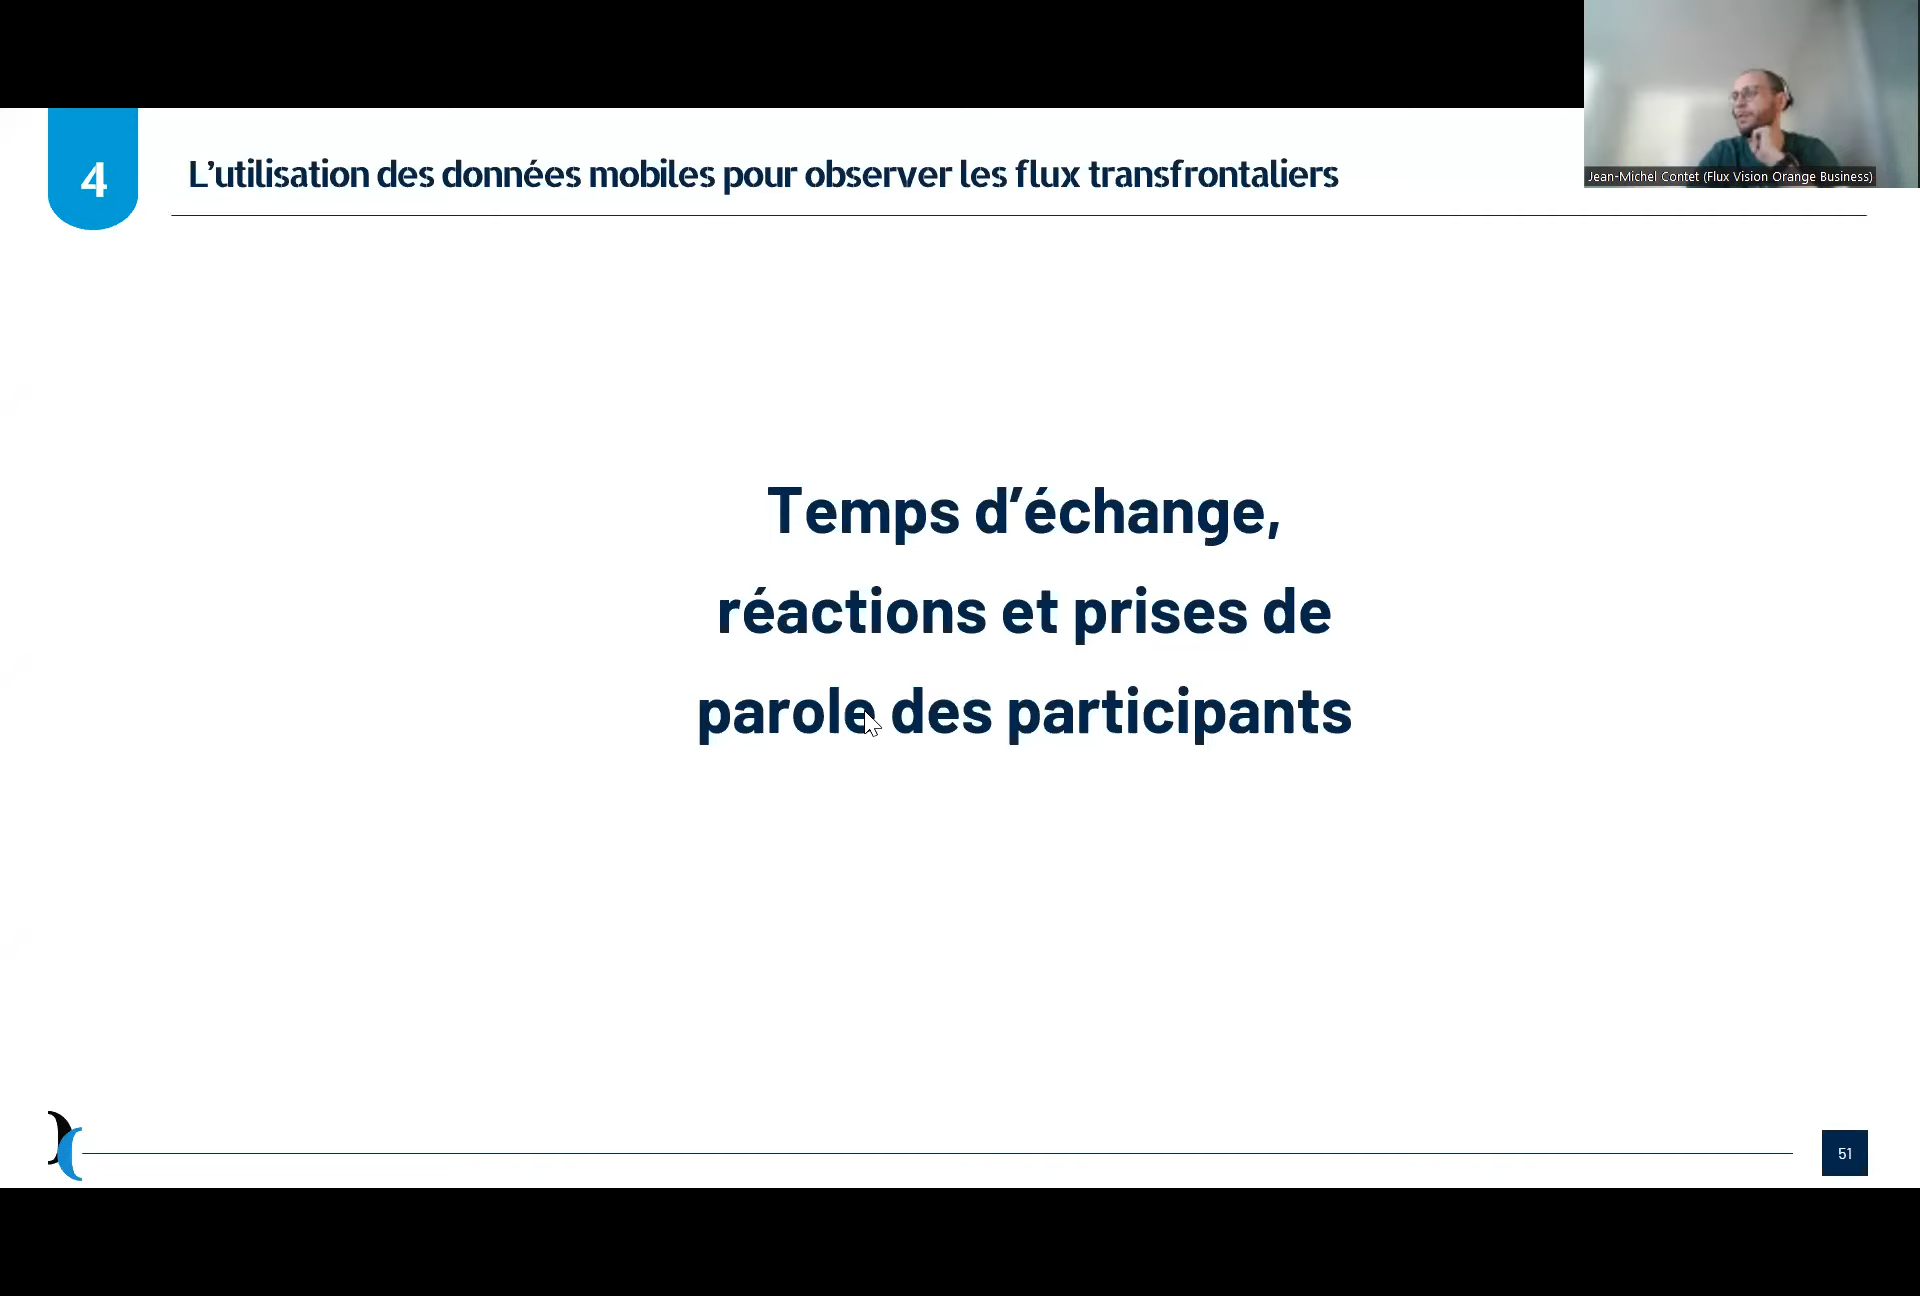 4
L’utilisation des données mobiles pour observer les flux transfrontaliers
Jean-Michel Contet (Flux Vision Orange Business)
Temps d’échange,
réactions et prises de
parole des participants
51